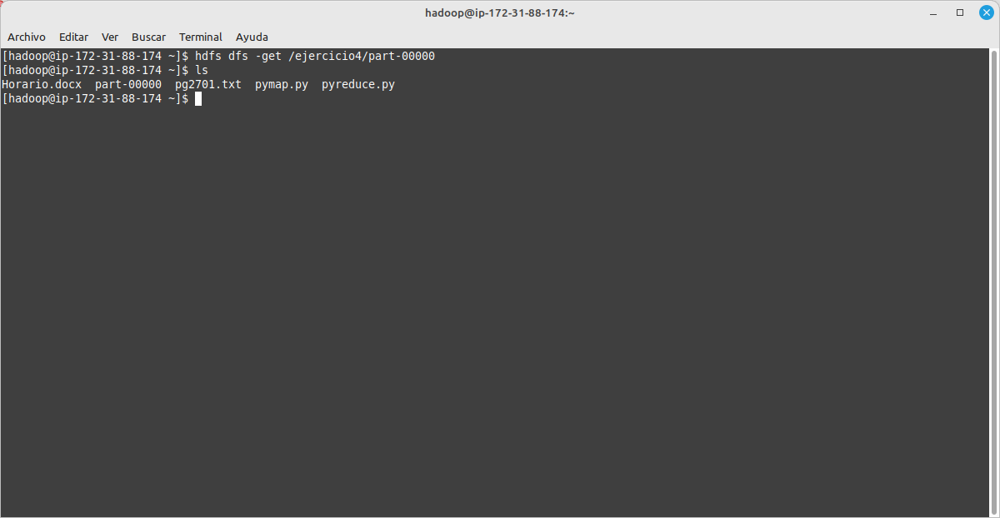 hadoop@ip-172-31-88-174:~
Archivo Editar Ver Buscar Terminal Ayuda
[hadoop@ip-172-31-88-174 ~]$ hdfs dfs -get /ejercicio4/part-00000
[hadoop@ip-172-31-88-174 ~]$ ls
Horario.docx  part-00000  pg2701.txt  pymap.py  pyreduce.py
[hadoop@ip-172-31-88-174 ~]$